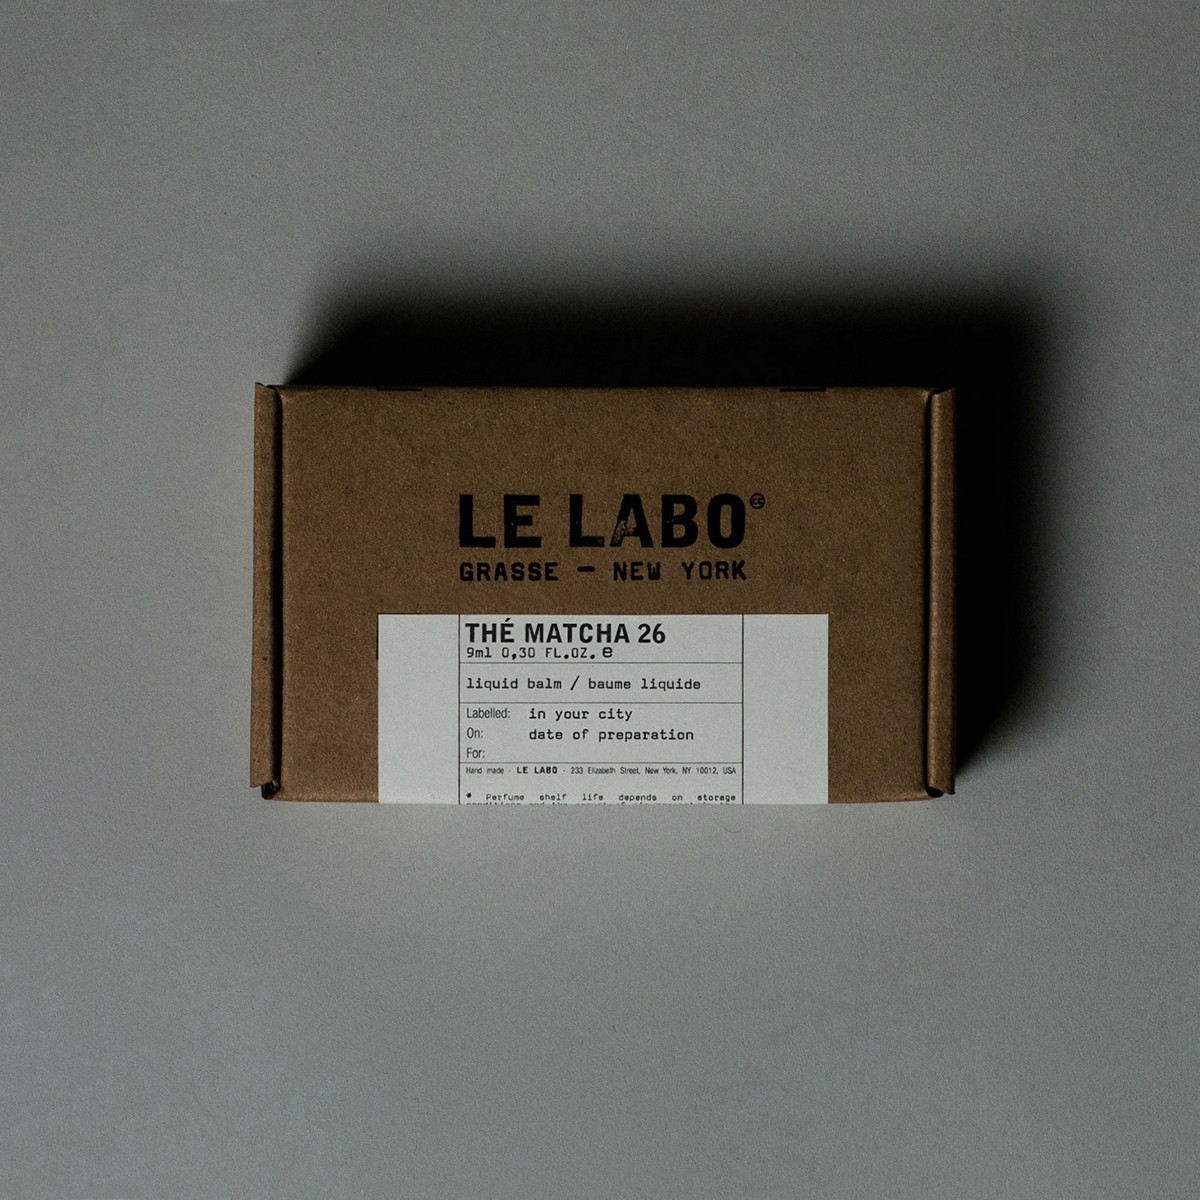 LE LABO
GRASSE — NEW YORK
THÉ MATCHA 26
9ml 0,30 FL.OZ. e
liquid balm / baume liquide
Labelled: in your city
On: date of preparation
For:
Hand made - LE LABO - 233 Elizabeth Street, New York, NY 10012, USA
* Perfume shelf life depends on storage